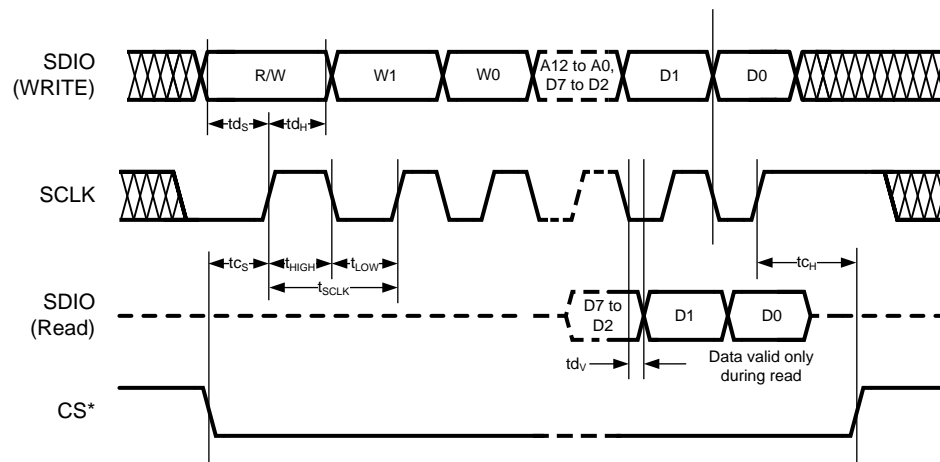 SDIO
(WRITE)
R/W
W1
W0
A12 to A0,
D7 to D2
D1
D0
tdS
tdH
SCLK
tcS
tHIGH
tLOW
tSCLK
tcH
SDIO
(Read)
D7 to
D2
D1
D0
tdV
Data valid only
during read
CS*